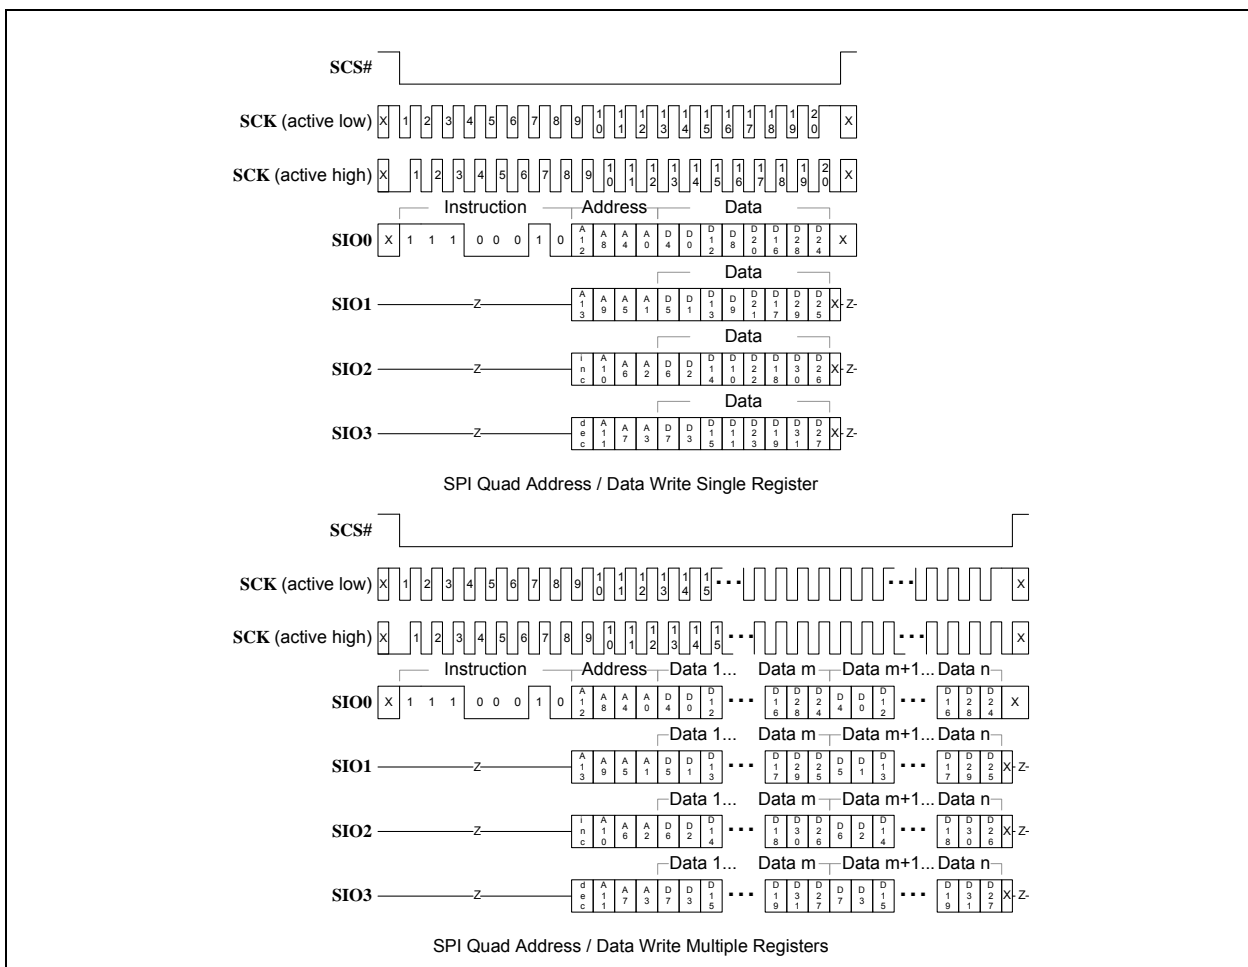 SCS#
SCK (active low) X 1 2 3 4 5 6 7 8 9 10 11 12 13 14 15 16 17 18 19 20 X
SCK (active high) X 1 2 3 4 5 6 7 8 9 10 11 12 13 14 15 16 17 18 19 20 X
Instruction Address Data
SIO0 X 1 1 1 0 0 0 1 0 A12 A8 A4 A0 D4 D0 D12 D8 D20 D16 D28 D24 X
Data
SIO1 Z A13 A9 A5 A1 D5 D1 D13 D9 D21 D17 D29 D25 X Z
Data
SIO2 Z inc A10 A6 A2 D6 D2 D14 D10 D22 D18 D30 D26 X Z
Data
SIO3 Z dec A11 A7 A3 D7 D3 D15 D11 D23 D19 D31 D27 X Z
SPI Quad Address / Data Write Single Register
SCS#
SCK (active low) X 1 2 3 4 5 6 7 8 9 10 11 12 13 14 15 ... ... X
SCK (active high) X 1 2 3 4 5 6 7 8 9 10 11 12 13 14 15 ... ... X
Instruction Address Data 1... Data m Data m+1... Data n
SIO0 X 1 1 1 0 0 0 1 0 A12 A8 A4 A0 D4 D0 D12 ... D16 D28 D24 D4 D0 D12 ... D16 D28 D24 X
Data 1... Data m Data m+1... Data n
SIO1 Z A13 A9 A5 A1 D5 D1 D13 ... D17 D29 D25 D5 D1 D13 ... D17 D29 D25 X Z
Data 1... Data m Data m+1... Data n
SIO2 Z inc A10 A6 A2 D6 D2 D14 ... D18 D30 D26 D6 D2 D14 ... D18 D30 D26 X Z
Data 1... Data m Data m+1... Data n
SIO3 Z dec A11 A7 A3 D7 D3 D15 ... D19 D31 D27 D7 D3 D15 ... D19 D31 D27 X Z
SPI Quad Address / Data Write Multiple Registers